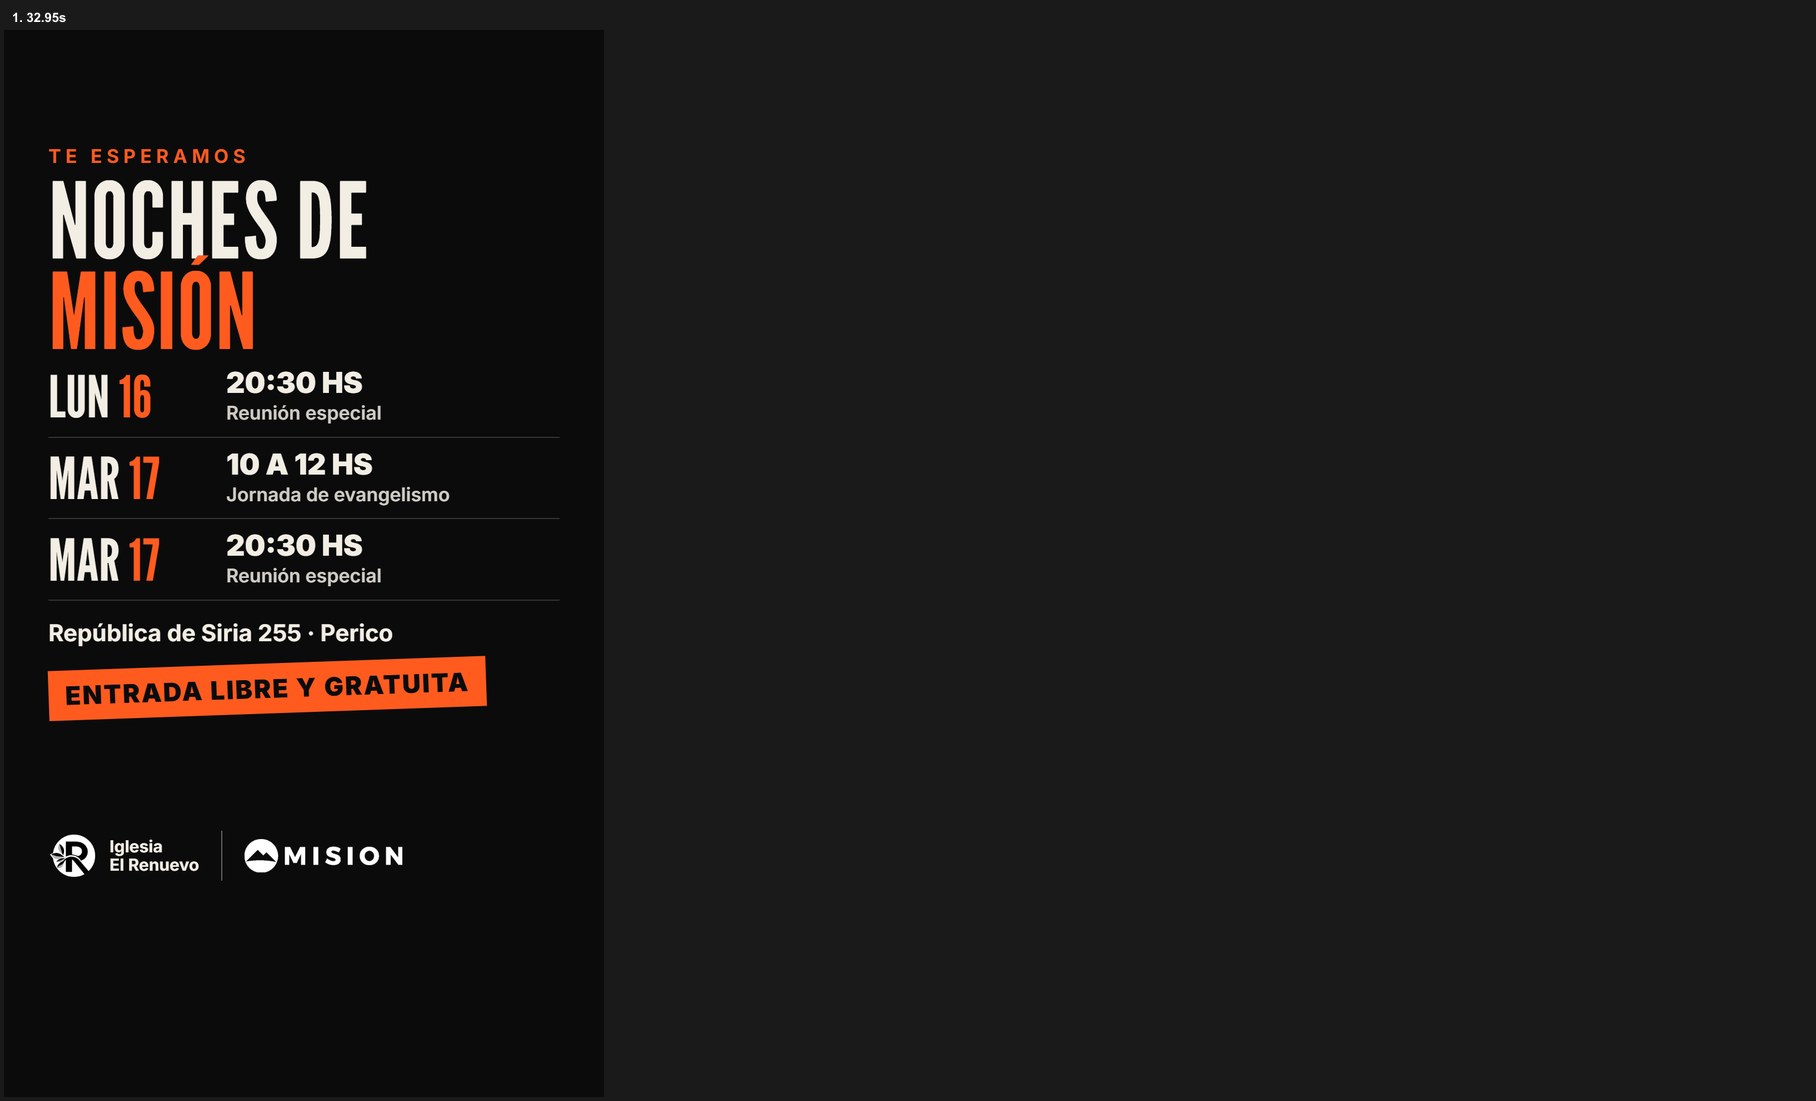 1. 32.95s
TE ESPERAMOS
NOCHES DE
MISIÓN
LUN 16
20:30 HS
Reunión especial
MAR 17
10 A 12 HS
Jornada de evangelismo
MAR 17
20:30 HS
Reunión especial
República de Siria 255 · Perico
ENTRADA LIBRE Y GRATUITA
R
Iglesia
El Renuevo
MISION